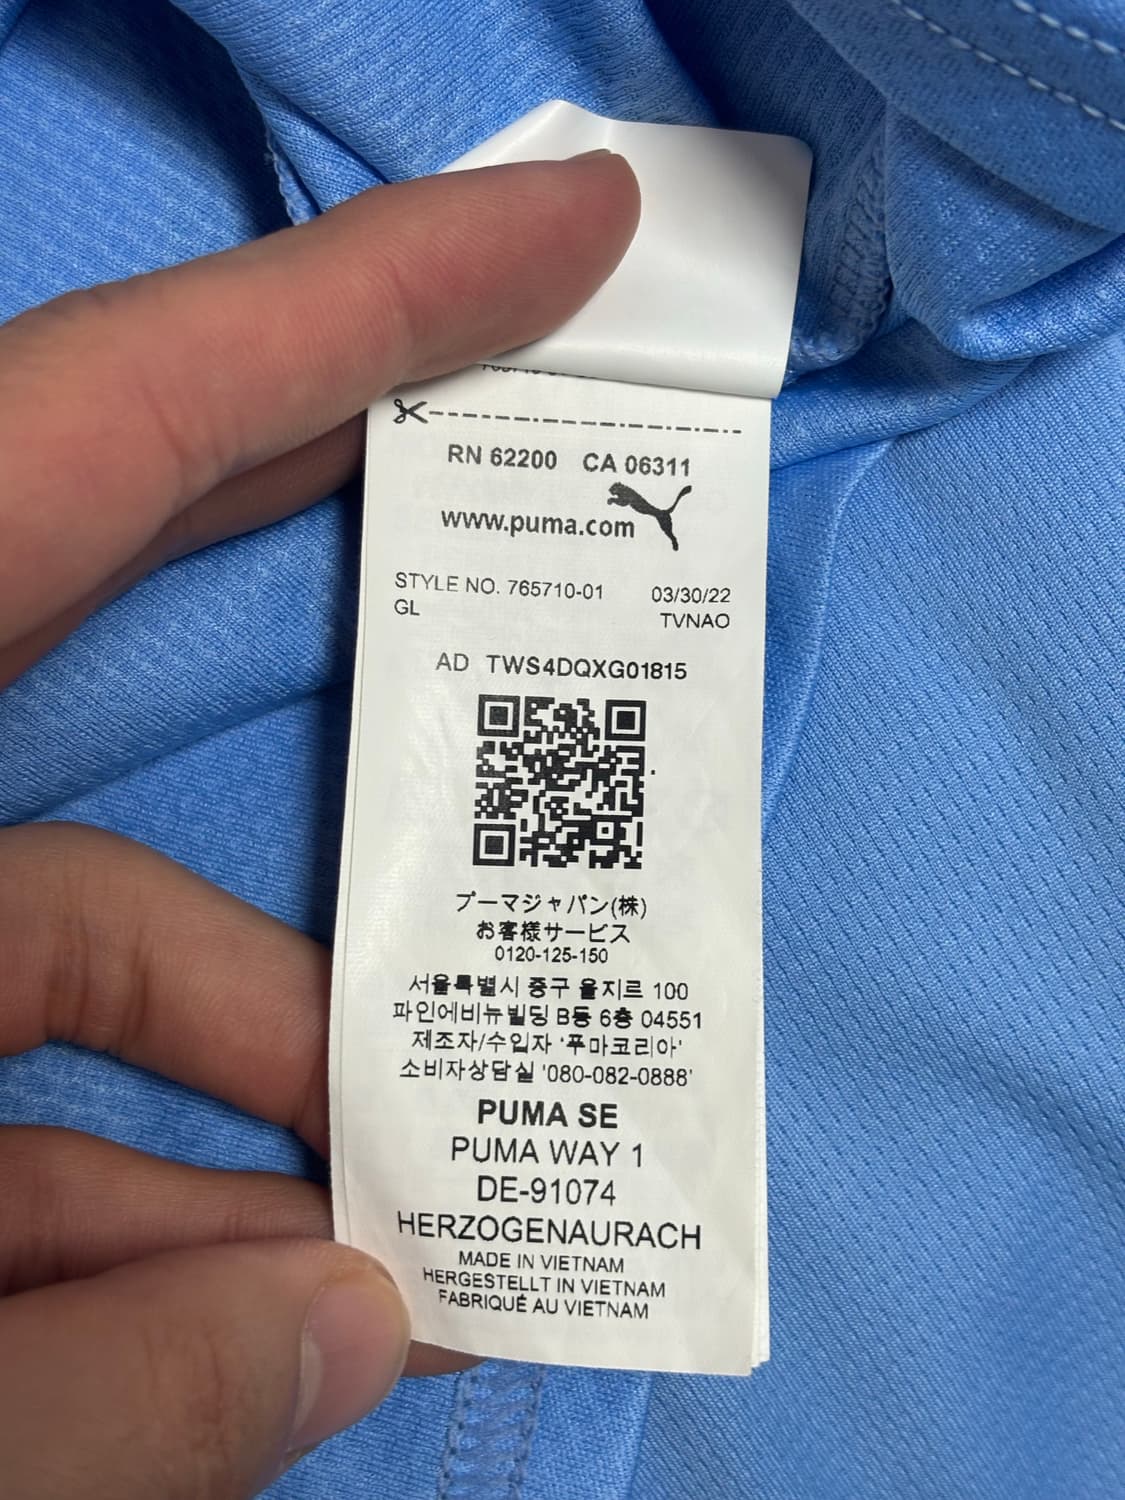 RN 62200 CA 06311
www.puma.com
STYLE NO. 765710-01 03/30/22
GL TVNAO
AD TWS4DQXG01815
プーマジャパン(株)
お客様サービス
0120-125-150
서울특별시 중구 을지르 100
파인에비뉴빌딩 B등 6층 04551
제조자/수입자 '푸마코리아'
소비자상담실 '080-082-0888'
PUMA SE
PUMA WAY 1
DE-91074
HERZOGENAURACH
MADE IN VIETNAM
HERGESTELLT IN VIETNAM
FABRIQUÉ AU VIETNAM